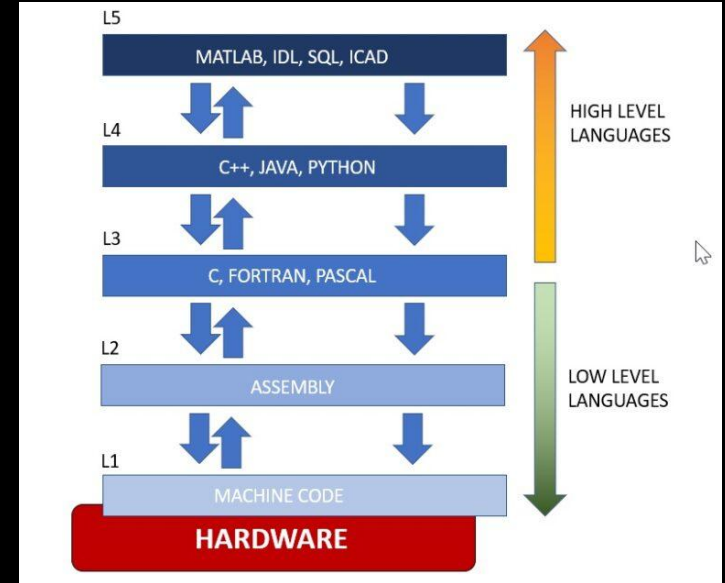 L5
MATLAB, IDL, SQL, ICAD
HIGH LEVEL
LANGUAGES
L4
C++, JAVA, PYTHON
L3
C, FORTRAN, PASCAL
L2
ASSEMBLY
LOW LEVEL
LANGUAGES
L1
MACHINE CODE
HARDWARE